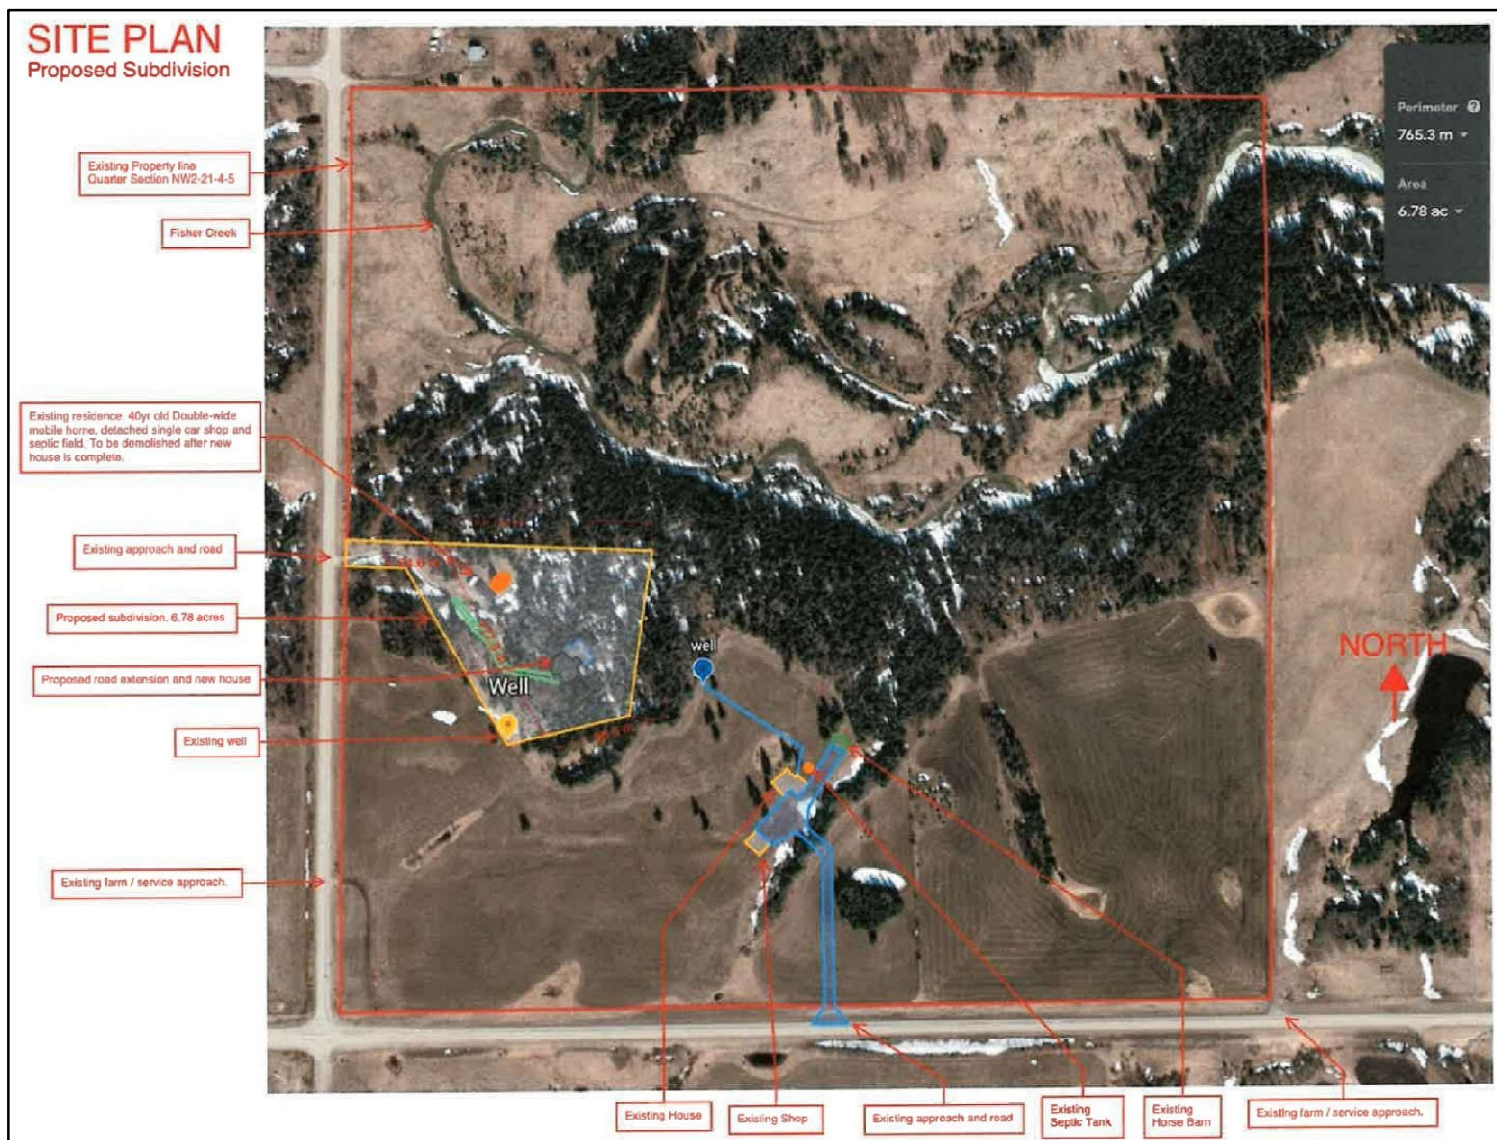 SITE PLAN
Proposed Subdivision
Perimeter
765.3 m
Area
6.78 ac
Existing Property line
Quarter Section NW2-21-4-5
Fisher Creek
Existing residence: 40yr old Double-wide
mobile home, detached single car shop and
septic field. To be demolished after new
house is complete.
Existing approach and road
Proposed subdivision. 6.78 acres
Proposed road extension and new house
Existing well
Existing farm / service approach.
well
Well
NORTH
Existing House
Existing Shop
Existing approach and road
Existing
Septic Tank
Existing
Horse Barn
Existing farm / service approach.